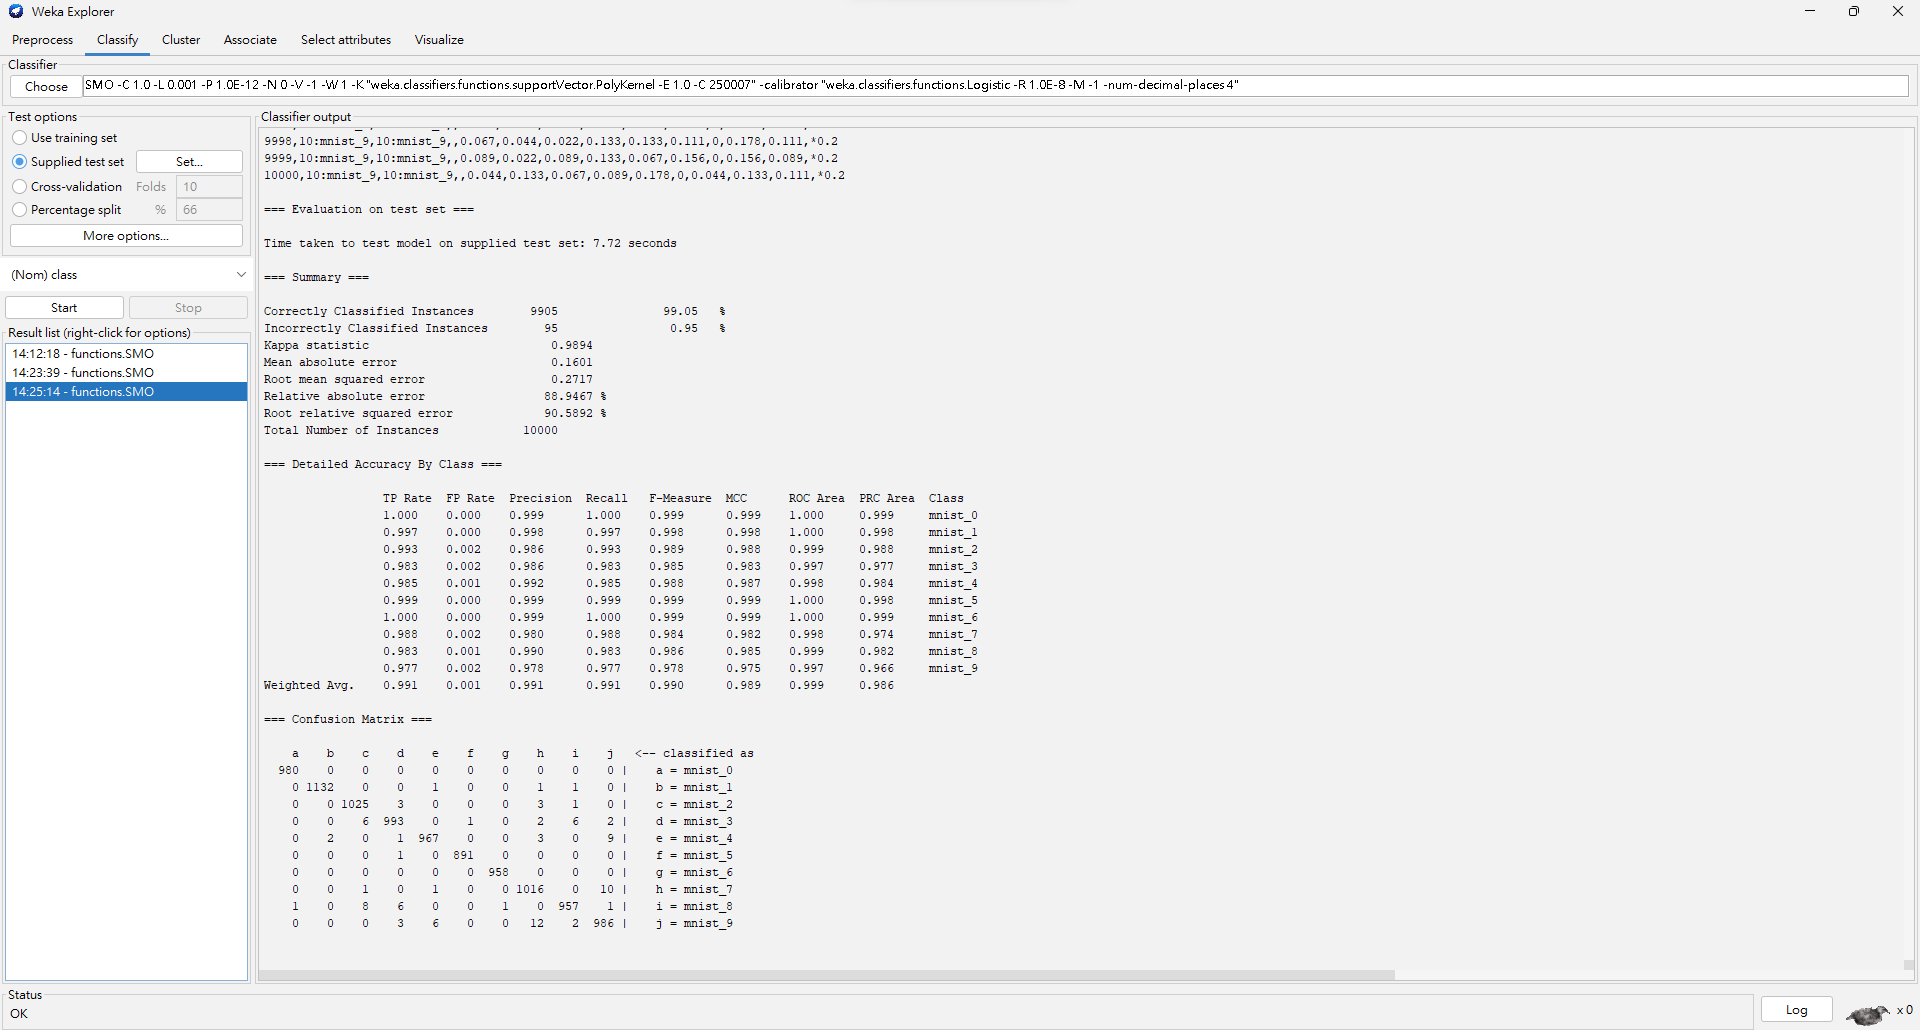 Weka Explorer
Preprocess Classify Cluster Associate Select attributes Visualize
Classifier
Choose SMO -C 1.0 -L 0.001 -P 1.0E-12 -N 0 -V -1 -W 1 -K "weka.classifiers.functions.supportVector.PolyKernel -E 1.0 -C 250007" -calibrator "weka.classifiers.functions.Logistic -R 1.0E-8 -M -1 -num-decimal-places 4"
Test options
Use training set
Supplied test set Set...
Cross-validation Folds 10
Percentage split % 66
More options...
(Nom) class
Start Stop
Result list (right-click for options)
14:12:18 - functions.SMO
14:23:39 - functions.SMO
14:25:14 - functions.SMO
Classifier output
9998,10:mnist_9,10:mnist_9,,0.067,0.044,0.022,0.133,0.133,0.111,0,0.178,0.111,*0.2
9999,10:mnist_9,10:mnist_9,,0.089,0.022,0.089,0.133,0.067,0.156,0,0.156,0.089,*0.2
10000,10:mnist_9,10:mnist_9,,0.044,0.133,0.067,0.089,0.178,0,0.044,0.133,0.111,*0.2
=== Evaluation on test set ===
Time taken to test model on supplied test set: 7.72 seconds
=== Summary ===
Correctly Classified Instances 9905 99.05 %
Incorrectly Classified Instances 95 0.95 %
Kappa statistic 0.9894
Mean absolute error 0.1601
Root mean squared error 0.2717
Relative absolute error 88.9467 %
Root relative squared error 90.5892 %
Total Number of Instances 10000
=== Detailed Accuracy By Class ===
TP Rate FP Rate Precision Recall F-Measure MCC ROC Area PRC Area Class
1.000 0.000 0.999 1.000 0.999 0.999 1.000 0.999 mnist_0
0.997 0.000 0.998 0.997 0.998 0.998 1.000 0.998 mnist_1
0.993 0.002 0.986 0.993 0.989 0.988 0.999 0.988 mnist_2
0.983 0.002 0.986 0.983 0.985 0.983 0.997 0.977 mnist_3
0.985 0.001 0.992 0.985 0.988 0.987 0.998 0.984 mnist_4
0.999 0.000 0.999 0.999 0.999 0.999 1.000 0.998 mnist_5
1.000 0.000 0.999 1.000 0.999 0.999 1.000 0.999 mnist_6
0.988 0.002 0.980 0.988 0.984 0.982 0.998 0.974 mnist_7
0.983 0.001 0.990 0.983 0.986 0.985 0.999 0.982 mnist_8
0.977 0.002 0.978 0.977 0.978 0.975 0.997 0.966 mnist_9
Weighted Avg. 0.991 0.001 0.991 0.991 0.990 0.989 0.999 0.986
=== Confusion Matrix ===
a b c d e f g h i j <-- classified as
980 0 0 0 0 0 0 0 0 0 | a = mnist_0
0 1132 0 0 1 0 0 1 1 0 | b = mnist_1
0 0 1025 3 0 0 0 3 1 0 | c = mnist_2
0 0 6 993 0 1 0 2 6 2 | d = mnist_3
0 2 0 1 967 0 0 3 0 9 | e = mnist_4
0 0 0 1 0 891 0 0 0 0 | f = mnist_5
0 0 0 0 0 0 958 0 0 0 | g = mnist_6
0 0 1 0 1 0 0 1016 0 10 | h = mnist_7
1 0 8 6 0 0 1 0 957 1 | i = mnist_8
0 0 0 3 6 0 0 12 2 986 | j = mnist_9
Status
OK
Log
x 0